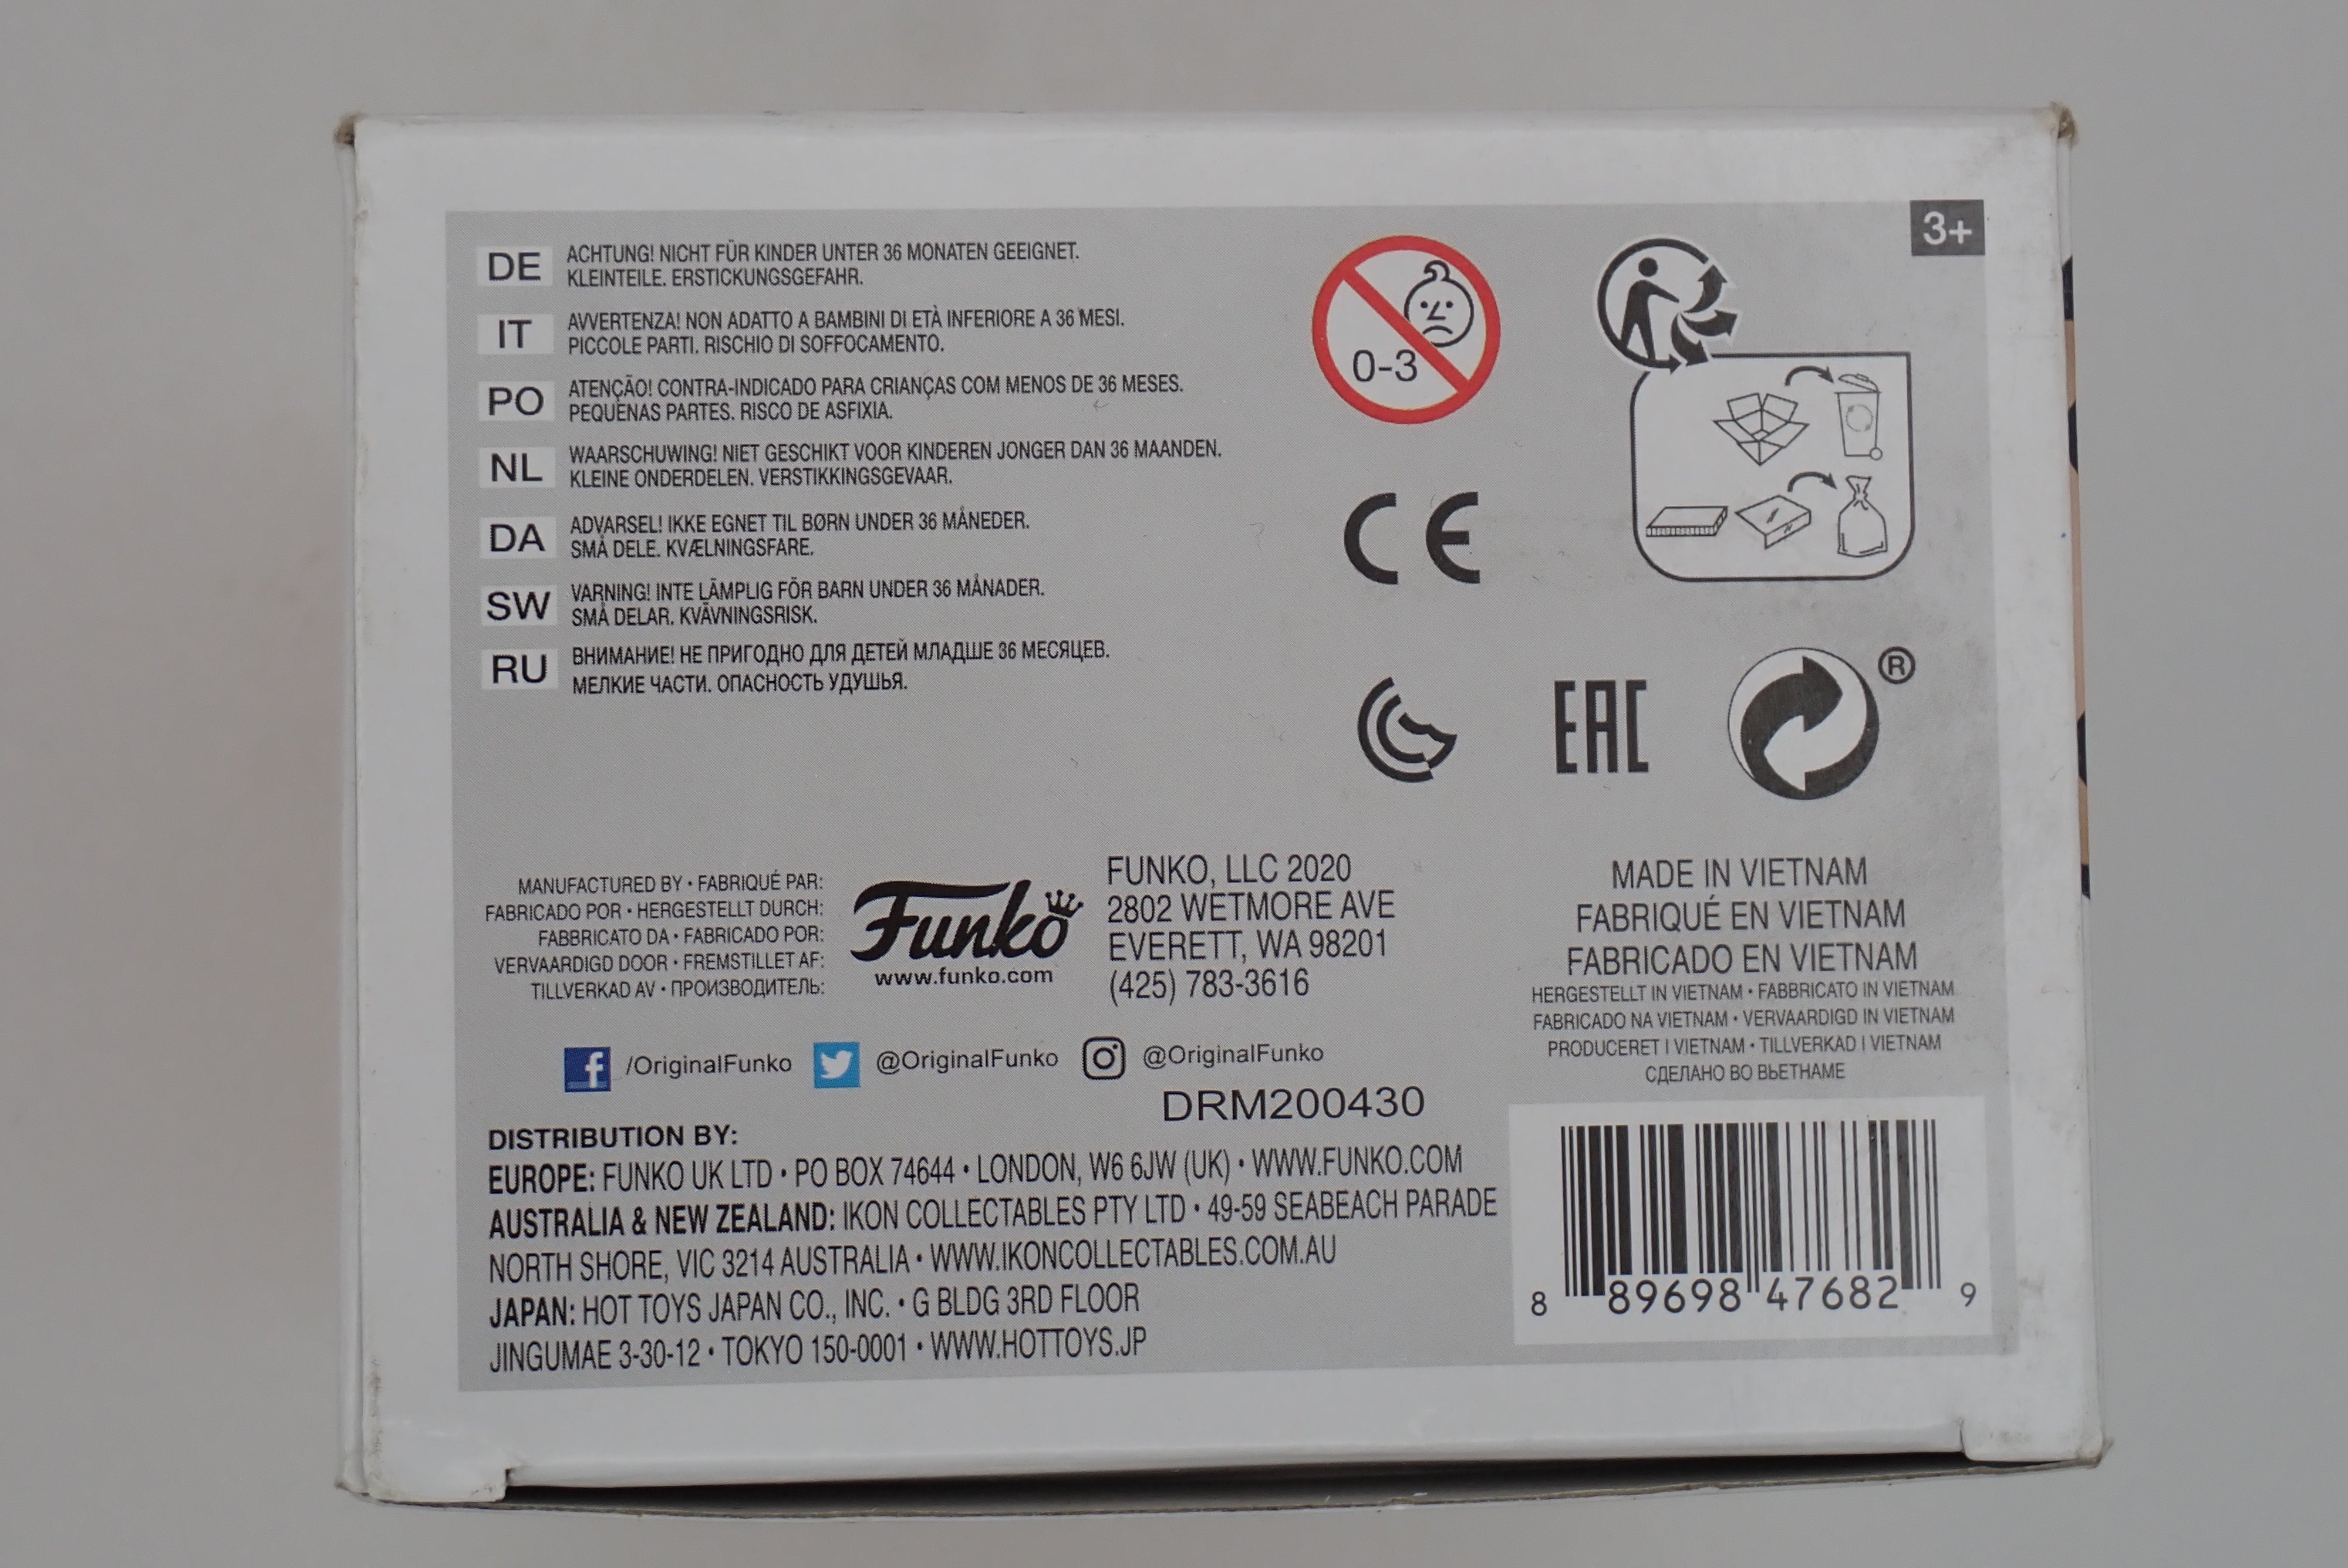 3+
DE ACHTUNG! NICHT FÜR KINDER UNTER 36 MONATEN GEEIGNET.
KLEINTEILE. ERSTICKUNGSGEFAHR.
IT AVVERTENZA! NON ADATTO A BAMBINI DI ETÀ INFERIORE A 36 MESI.
PICCOLE PARTI. RISCHIO DI SOFFOCAMENTO.
PO ATENÇÃO! CONTRA-INDICADO PARA CRIANÇAS COM MENOS DE 36 MESES.
PEQUENAS PARTES. RISCO DE ASFIXIA.
NL WAARSCHUWING! NIET GESCHIKT VOOR KINDEREN JONGER DAN 36 MAANDEN.
KLEINE ONDERDELEN. VERSTIKKINGSGEVAAR.
DA ADVARSEL! IKKE EGNET TIL BØRN UNDER 36 MÅNEDER.
SMÅ DELE. KVÆLNINGSFARE.
SW VARNING! INTE LÄMPLIG FÖR BARN UNDER 36 MÅNADER.
SMÅ DELAR. KVÄVNINGSRISK.
RU ВНИМАНИЕ! НЕ ПРИГОДНО ДЛЯ ДЕТЕЙ МЛАДШЕ 36 МЕСЯЦЕВ.
МЕЛКИЕ ЧАСТИ. ОПАСНОСТЬ УДУШЬЯ.
0-3
CE
EAC
®
MANUFACTURED BY • FABRIQUÉ PAR:
FABRICADO POR • HERGESTELLT DURCH:
FABBRICATO DA • FABRICADO POR:
VERVAARDIGD DOOR • FREMSTILLET AF:
TILLVERKAD AV • ПРОИЗВОДИТЕЛЬ:
Funko
www.funko.com
FUNKO, LLC 2020
2802 WETMORE AVE
EVERETT, WA 98201
(425) 783-3616
MADE IN VIETNAM
FABRIQUÉ EN VIETNAM
FABRICADO EN VIETNAM
HERGESTELLT IN VIETNAM • FABBRICATO IN VIETNAM
FABRICADO NA VIETNAM • VERVAARDIGD IN VIETNAM
PRODUCERET I VIETNAM • TILLVERKAD I VIETNAM
СДЕЛАНО ВО ВЬЕТНАМЕ
f /OriginalFunko @OriginalFunko @OriginalFunko
DRM200430
DISTRIBUTION BY:
EUROPE: FUNKO UK LTD • PO BOX 74644 • LONDON, W6 6JW (UK) • WWW.FUNKO.COM
AUSTRALIA & NEW ZEALAND: IKON COLLECTABLES PTY LTD • 49-59 SEABEACH PARADE
NORTH SHORE, VIC 3214 AUSTRALIA • WWW.IKONCOLLECTABLES.COM.AU
JAPAN: HOT TOYS JAPAN CO., INC. • G BLDG 3RD FLOOR
JINGUMAE 3-30-12 • TOKYO 150-0001 • WWW.HOTTOYS.JP
8 89698 47682 9